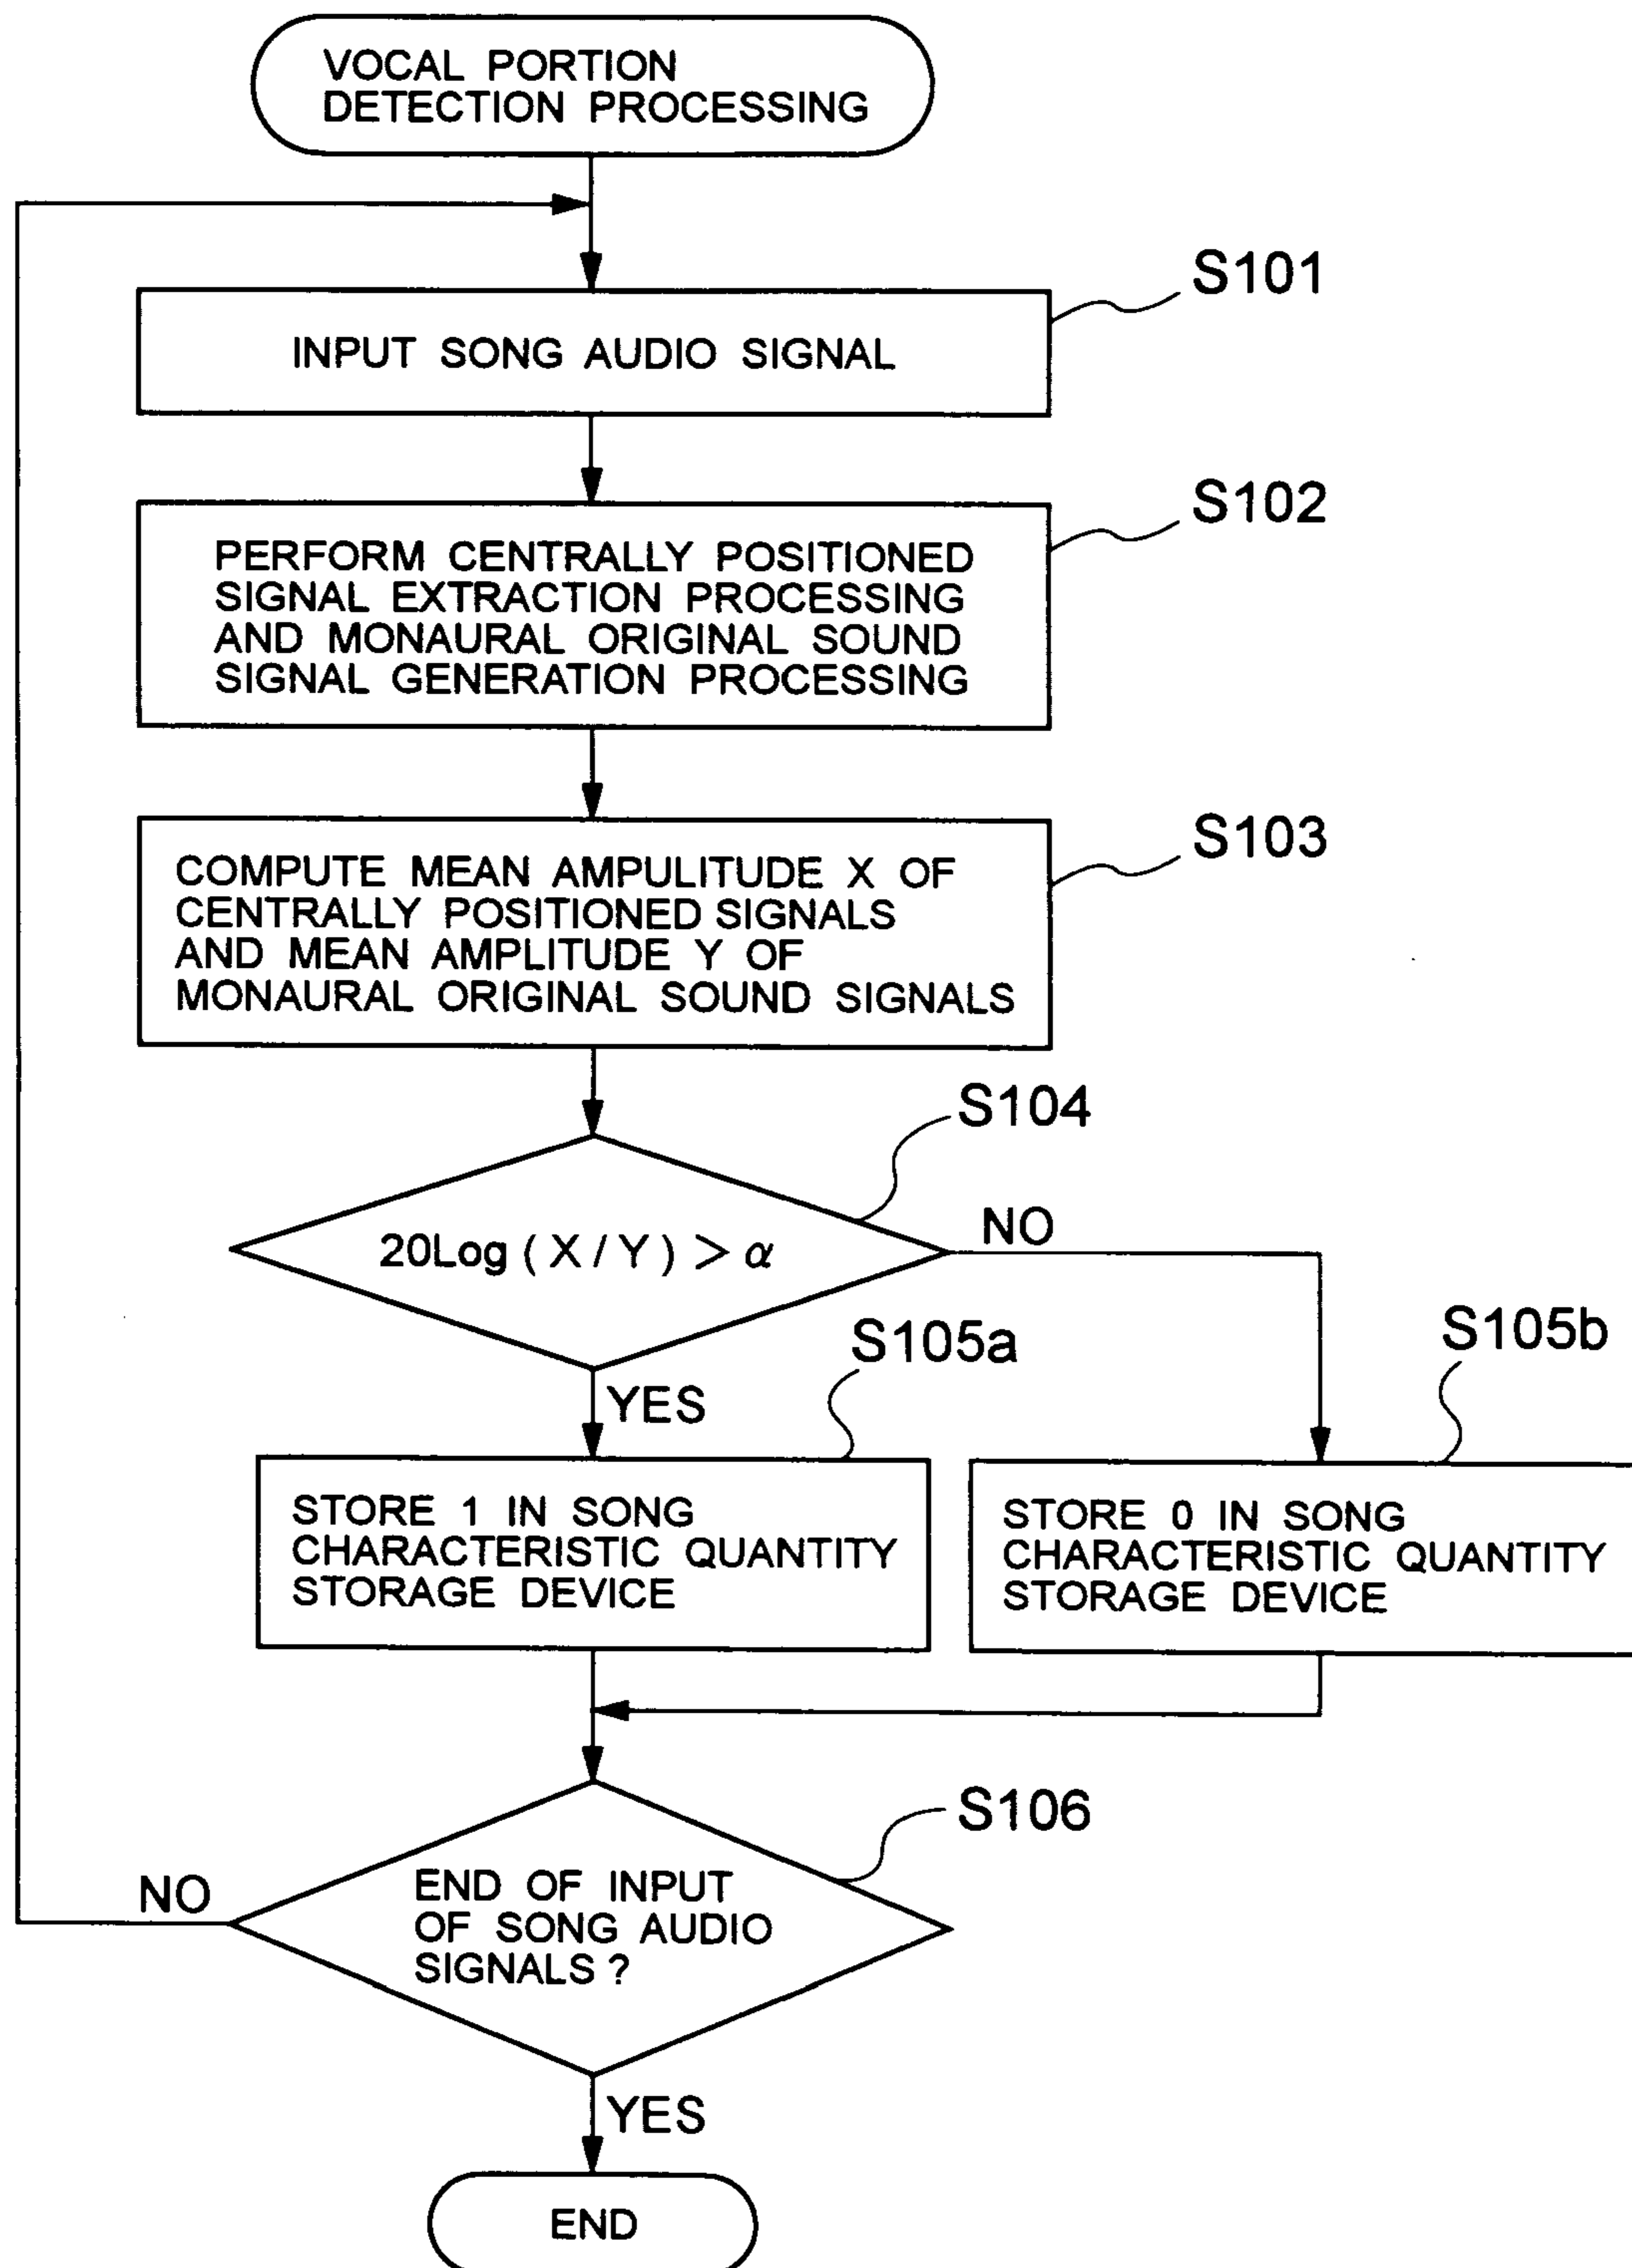 VOCAL PORTION
DETECTION PROCESSING
S101
INPUT SONG AUDIO SIGNAL
S102
PERFORM CENTRALLY POSITIONED
SIGNAL EXTRACTION PROCESSING
AND MONAURAL ORIGINAL SOUND
SIGNAL GENERATION PROCESSING
S103
COMPUTE MEAN AMPULITUDE X OF
CENTRALLY POSITIONED SIGNALS
AND MEAN AMPLITUDE Y OF
MONAURAL ORIGINAL SOUND SIGNALS
S104
20Log (X/Y) > α
NO
YES
S105a
STORE 1 IN SONG
CHARACTERISTIC QUANTITY
STORAGE DEVICE
S105b
STORE 0 IN SONG
CHARACTERISTIC QUANTITY
STORAGE DEVICE
S106
END OF INPUT
OF SONG AUDIO
SIGNALS ?
NO
YES
END